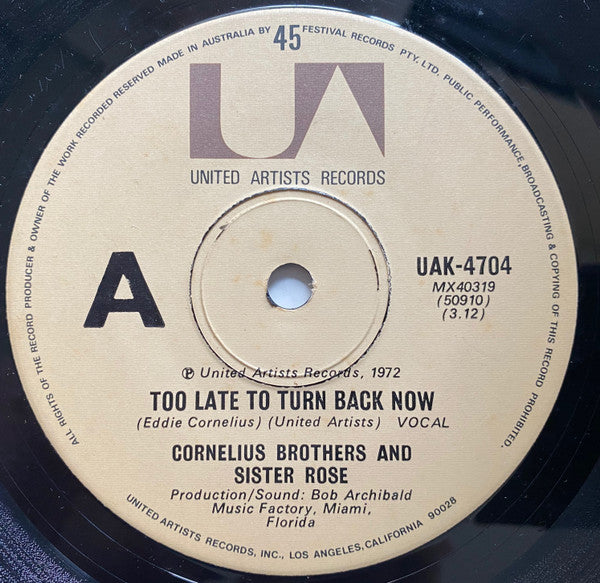 ALL RIGHTS OF THE RECORD PRODUCER & OWNER OF THE WORK RECORDED RESERVED MADE IN AUSTRALIA BY FESTIVAL RECORDS PTY. LTD. PUBLIC PERFORMANCE, BROADCASTING & COPYING OF THIS RECORD PROHIBITED.
45
UA
UNITED ARTISTS RECORDS
A
UAK-4704
MX40319
(50910)
(3.12)
℗ United Artists Records, 1972
TOO LATE TO TURN BACK NOW
(Eddie Cornelius) (United Artists) VOCAL
CORNELIUS BROTHERS AND
SISTER ROSE
Production/Sound: Bob Archibald
Music Factory, Miami,
Florida
UNITED ARTISTS RECORDS, INC., LOS ANGELES, CALIFORNIA 90028